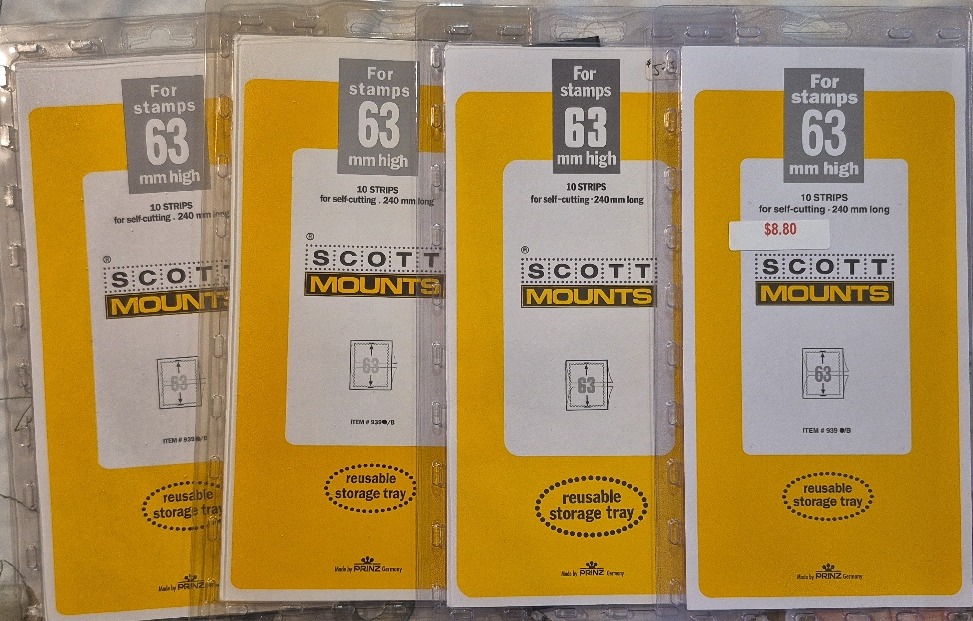 For
stamps
63
mm high
10 STRIPS
for self-cutting . 240 mm long
®
SCOTT
MOUNTS
63
ITEM # 939 /B
reusable
storage tray
Made by PRINZ
For
stamps
63
mm high
10 STRIPS
for self-cutting . 240 mm long
®
SCOTT
MOUNTS
63
ITEM # 939●/B
reusable
storage tray
Made by PRINZ Germany
For
stamps
63
mm high
10 STRIPS
for self-cutting · 240 mm long
®
SCOTT
MOUNTS
63
reusable
storage tray
Made by PRINZ Germany
For
stamps
63
mm high
10 STRIPS
for self-cutting · 240 mm long
$8.80
SCOTT
MOUNTS
63
ITEM # 939 ●/B
reusable
storage tray
Made by PRINZ Germany